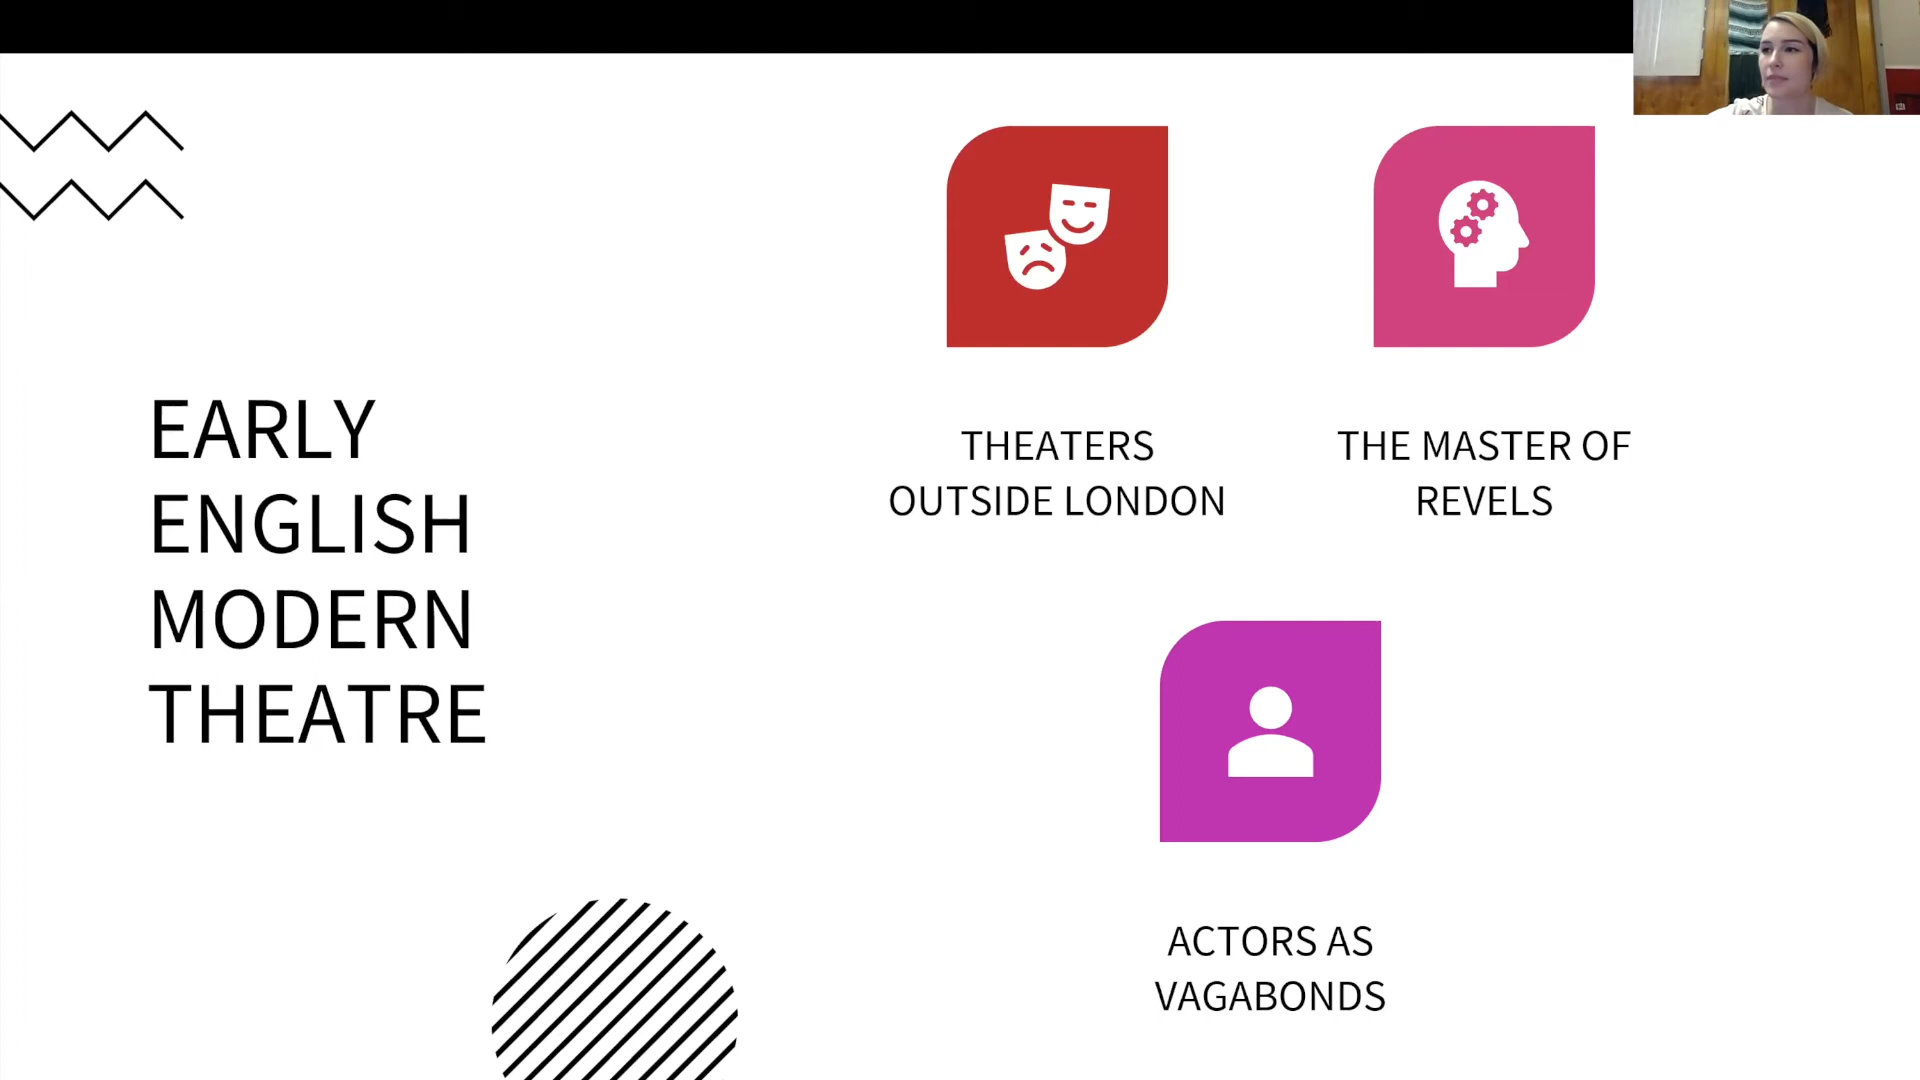 EARLY
ENGLISH
MODERN
THEATRE
THEATERS
OUTSIDE LONDON
THE MASTER OF
REVELS
ACTORS AS
VAGABONDS